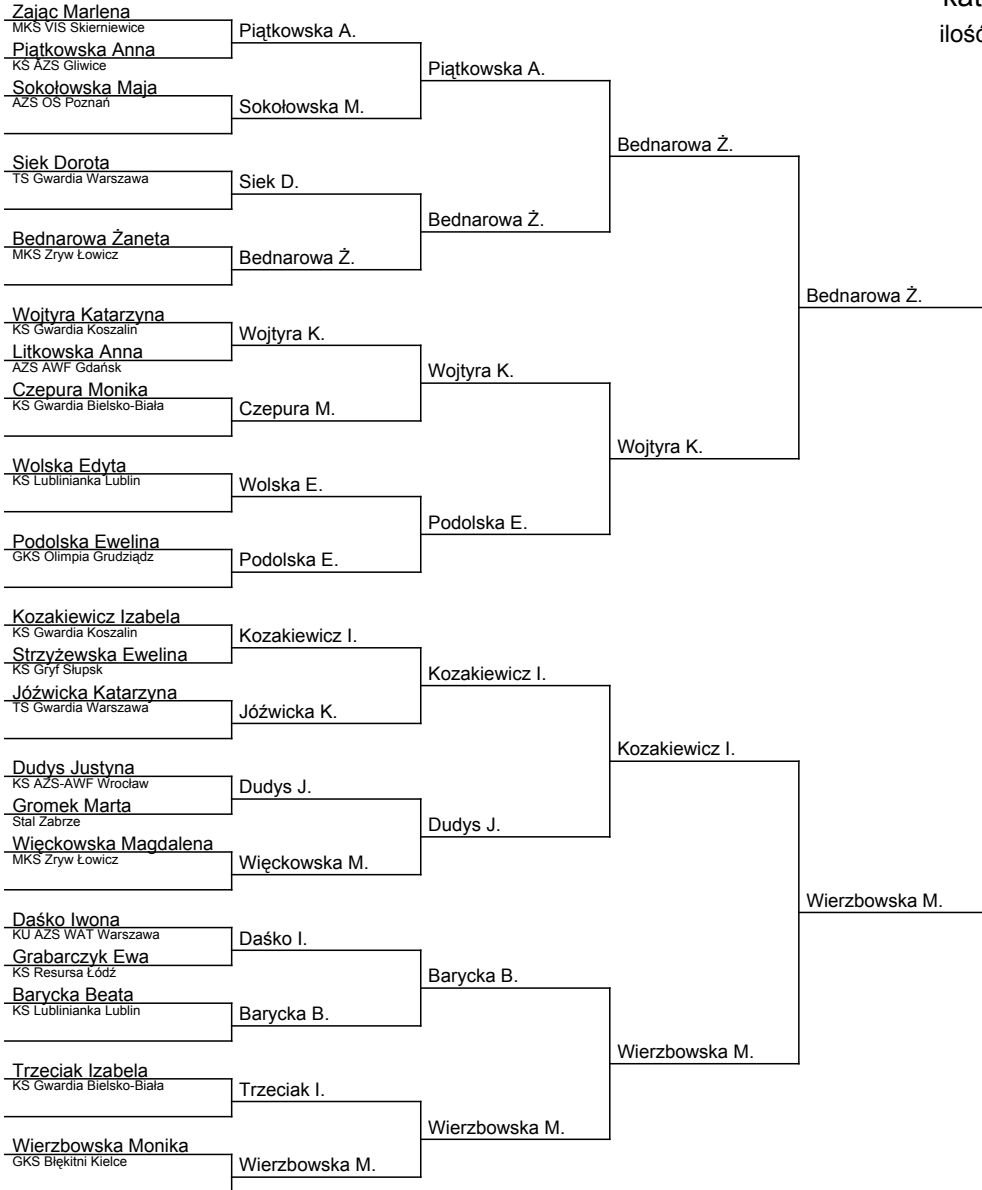 kat
ilość
Zając Marlena
MKS VIS Skierniewice
Piątkowska Anna
KŚ AZS Gliwice
Sokołowska Maja
AZS OŚ Poznań
Siek Dorota
TS Gwardia Warszawa
Bednarowa Żaneta
MKS Zryw Łowicz
Wojtyra Katarzyna
KS Gwardia Koszalin
Litkowska Anna
AZS AWF Gdańsk
Czepura Monika
KS Gwardia Bielsko-Biała
Wolska Edyta
KS Lublinianka Lublin
Podolska Ewelina
GKS Olimpia Grudziądz
Kozakiewicz Izabela
KS Gwardia Koszalin
Strzyżewska Ewelina
KS Gryf Słupsk
Jóźwicka Katarzyna
TS Gwardia Warszawa
Dudys Justyna
KS AZS-AWF Wrocław
Gromek Marta
Stal Zabrze
Więckowska Magdalena
MKS Zryw Łowicz
Daśko Iwona
KU AZS WAT Warszawa
Grabarczyk Ewa
KS Resursa Łódź
Barycka Beata
KS Lublinianka Lublin
Trzeciak Izabela
KS Gwardia Bielsko-Biała
Wierzbowska Monika
GKS Błękitni Kielce
Piątkowska A.
Sokołowska M.
Siek D.
Bednarowa Ż.
Wojtyra K.
Czepura M.
Wolska E.
Podolska E.
Kozakiewicz I.
Jóźwicka K.
Dudys J.
Więckowska M.
Daśko I.
Barycka B.
Trzeciak I.
Wierzbowska M.
Piątkowska A.
Bednarowa Ż.
Wojtyra K.
Podolska E.
Kozakiewicz I.
Dudys J.
Barycka B.
Wierzbowska M.
Bednarowa Ż.
Wojtyra K.
Kozakiewicz I.
Wierzbowska M.
Bednarowa Ż.
Wierzbowska M.